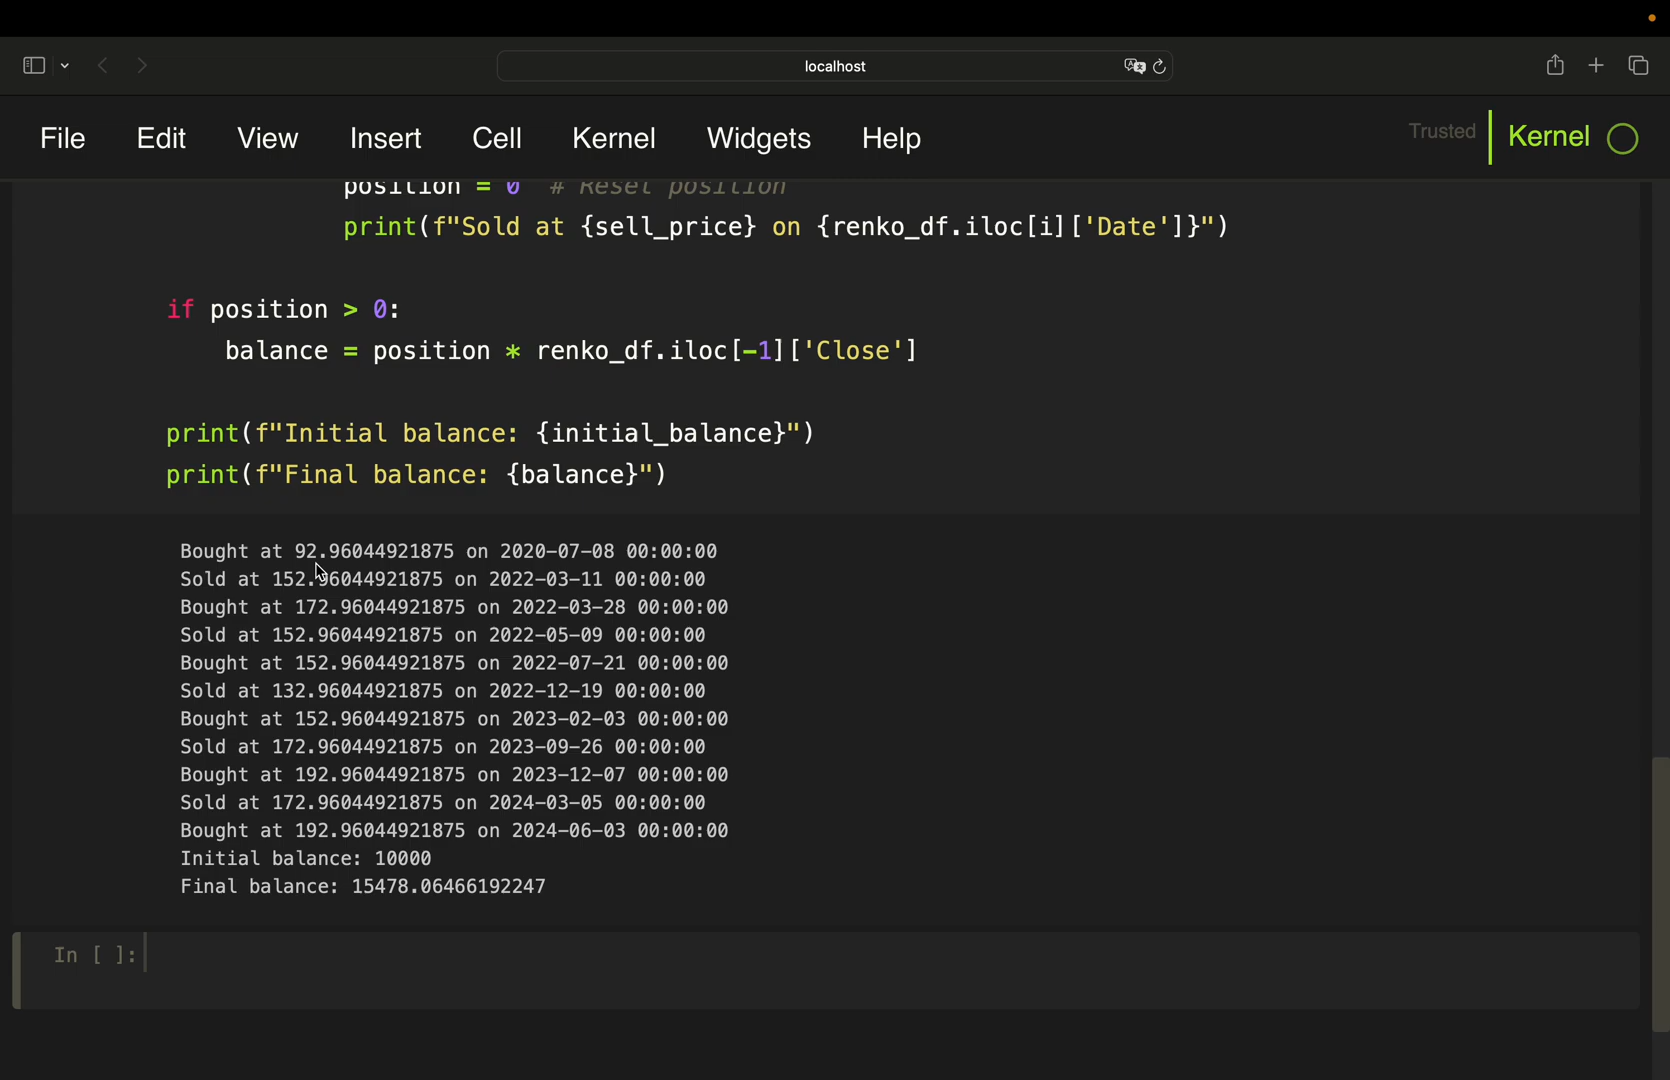 localhost
File Edit View Insert Cell Kernel Widgets Help Trusted Kernel
position = 0 # Reset position
print(f"Sold at {sell_price} on {renko_df.iloc[i]['Date']}")
if position > 0:
balance = position * renko_df.iloc[-1]['Close']
print(f"Initial balance: {initial_balance}")
print(f"Final balance: {balance}")
Bought at 92.96044921875 on 2020-07-08 00:00:00
Sold at 152.96044921875 on 2022-03-11 00:00:00
Bought at 172.96044921875 on 2022-03-28 00:00:00
Sold at 152.96044921875 on 2022-05-09 00:00:00
Bought at 152.96044921875 on 2022-07-21 00:00:00
Sold at 132.96044921875 on 2022-12-19 00:00:00
Bought at 152.96044921875 on 2023-02-03 00:00:00
Sold at 172.96044921875 on 2023-09-26 00:00:00
Bought at 192.96044921875 on 2023-12-07 00:00:00
Sold at 172.96044921875 on 2024-03-05 00:00:00
Bought at 192.96044921875 on 2024-06-03 00:00:00
Initial balance: 10000
Final balance: 15478.06466192247
In [ ]: